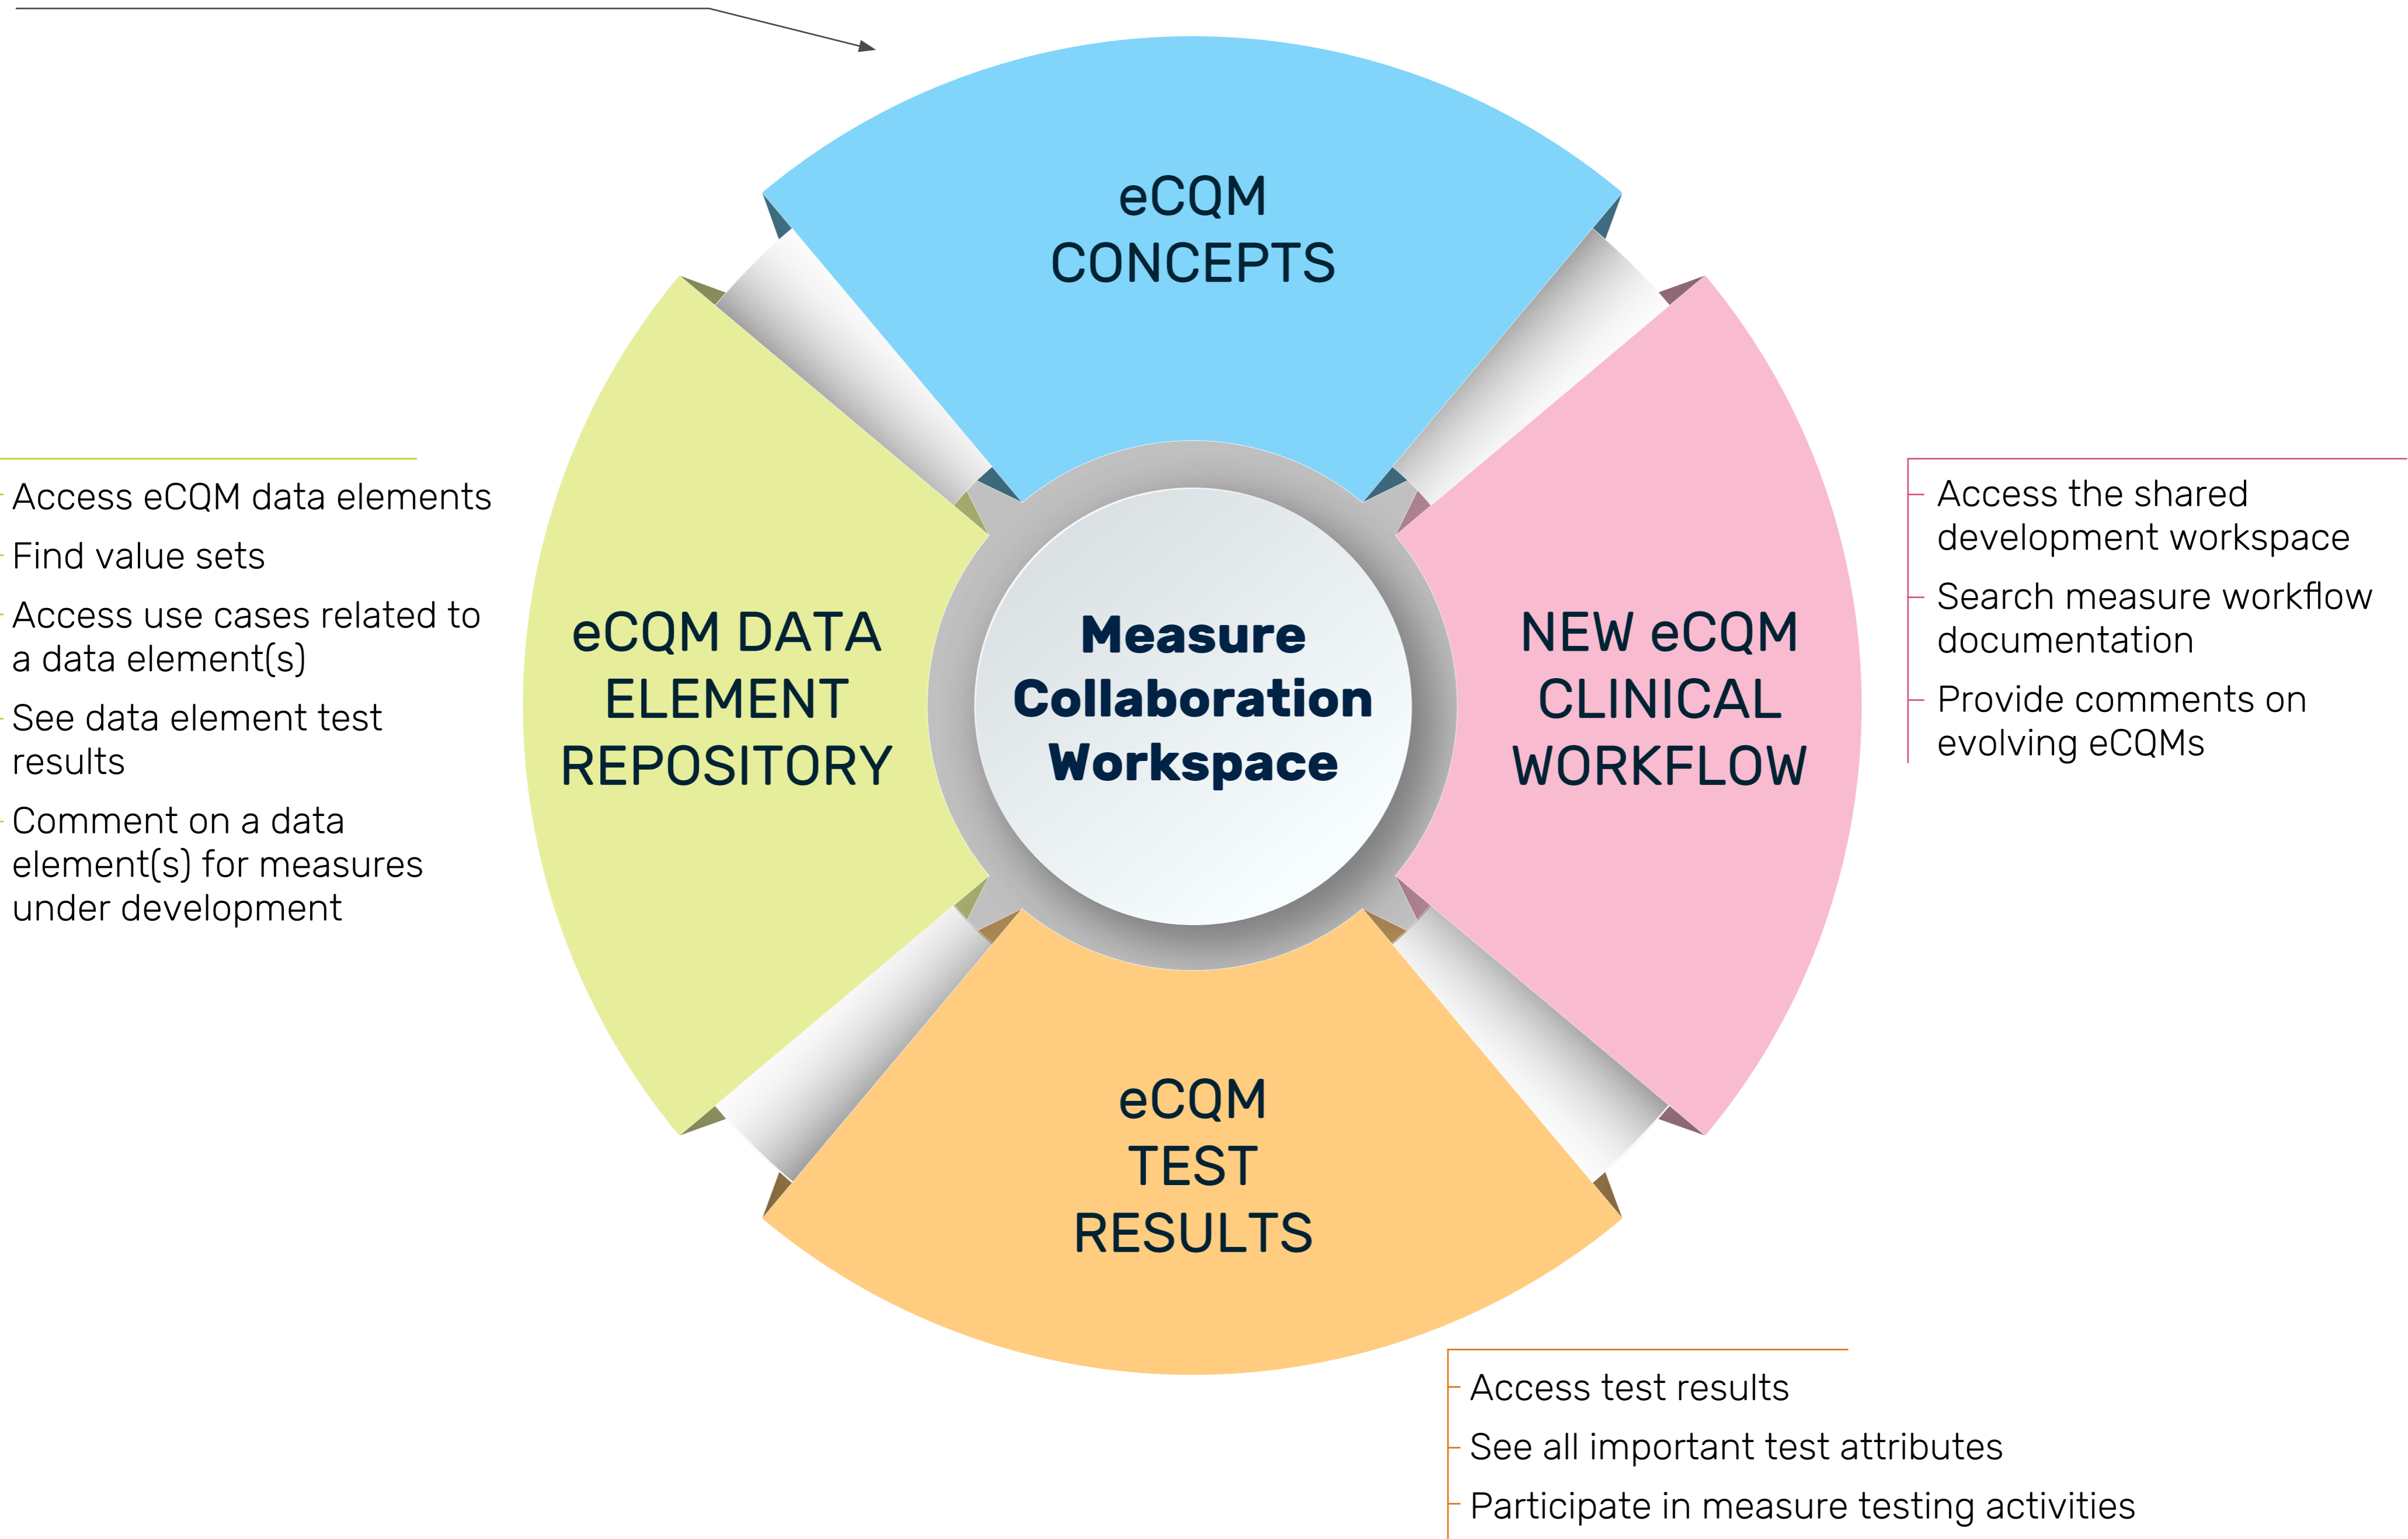 eCQM
CONCEPTS
Access eCQM data elements
Find value sets
Access use cases related to
a data element(s)
See data element test
results
Comment on a data
element(s) for measures
under development
eCQM DATA
ELEMENT
REPOSITORY
Measure
Collaboration
Workspace
NEW eCQM
CLINICAL
WORKFLOW
Access the shared
development workspace
Search measure workflow
documentation
Provide comments on
evolving eCQMs
eCQM
TEST
RESULTS
Access test results
See all important test attributes
Participate in measure testing activities